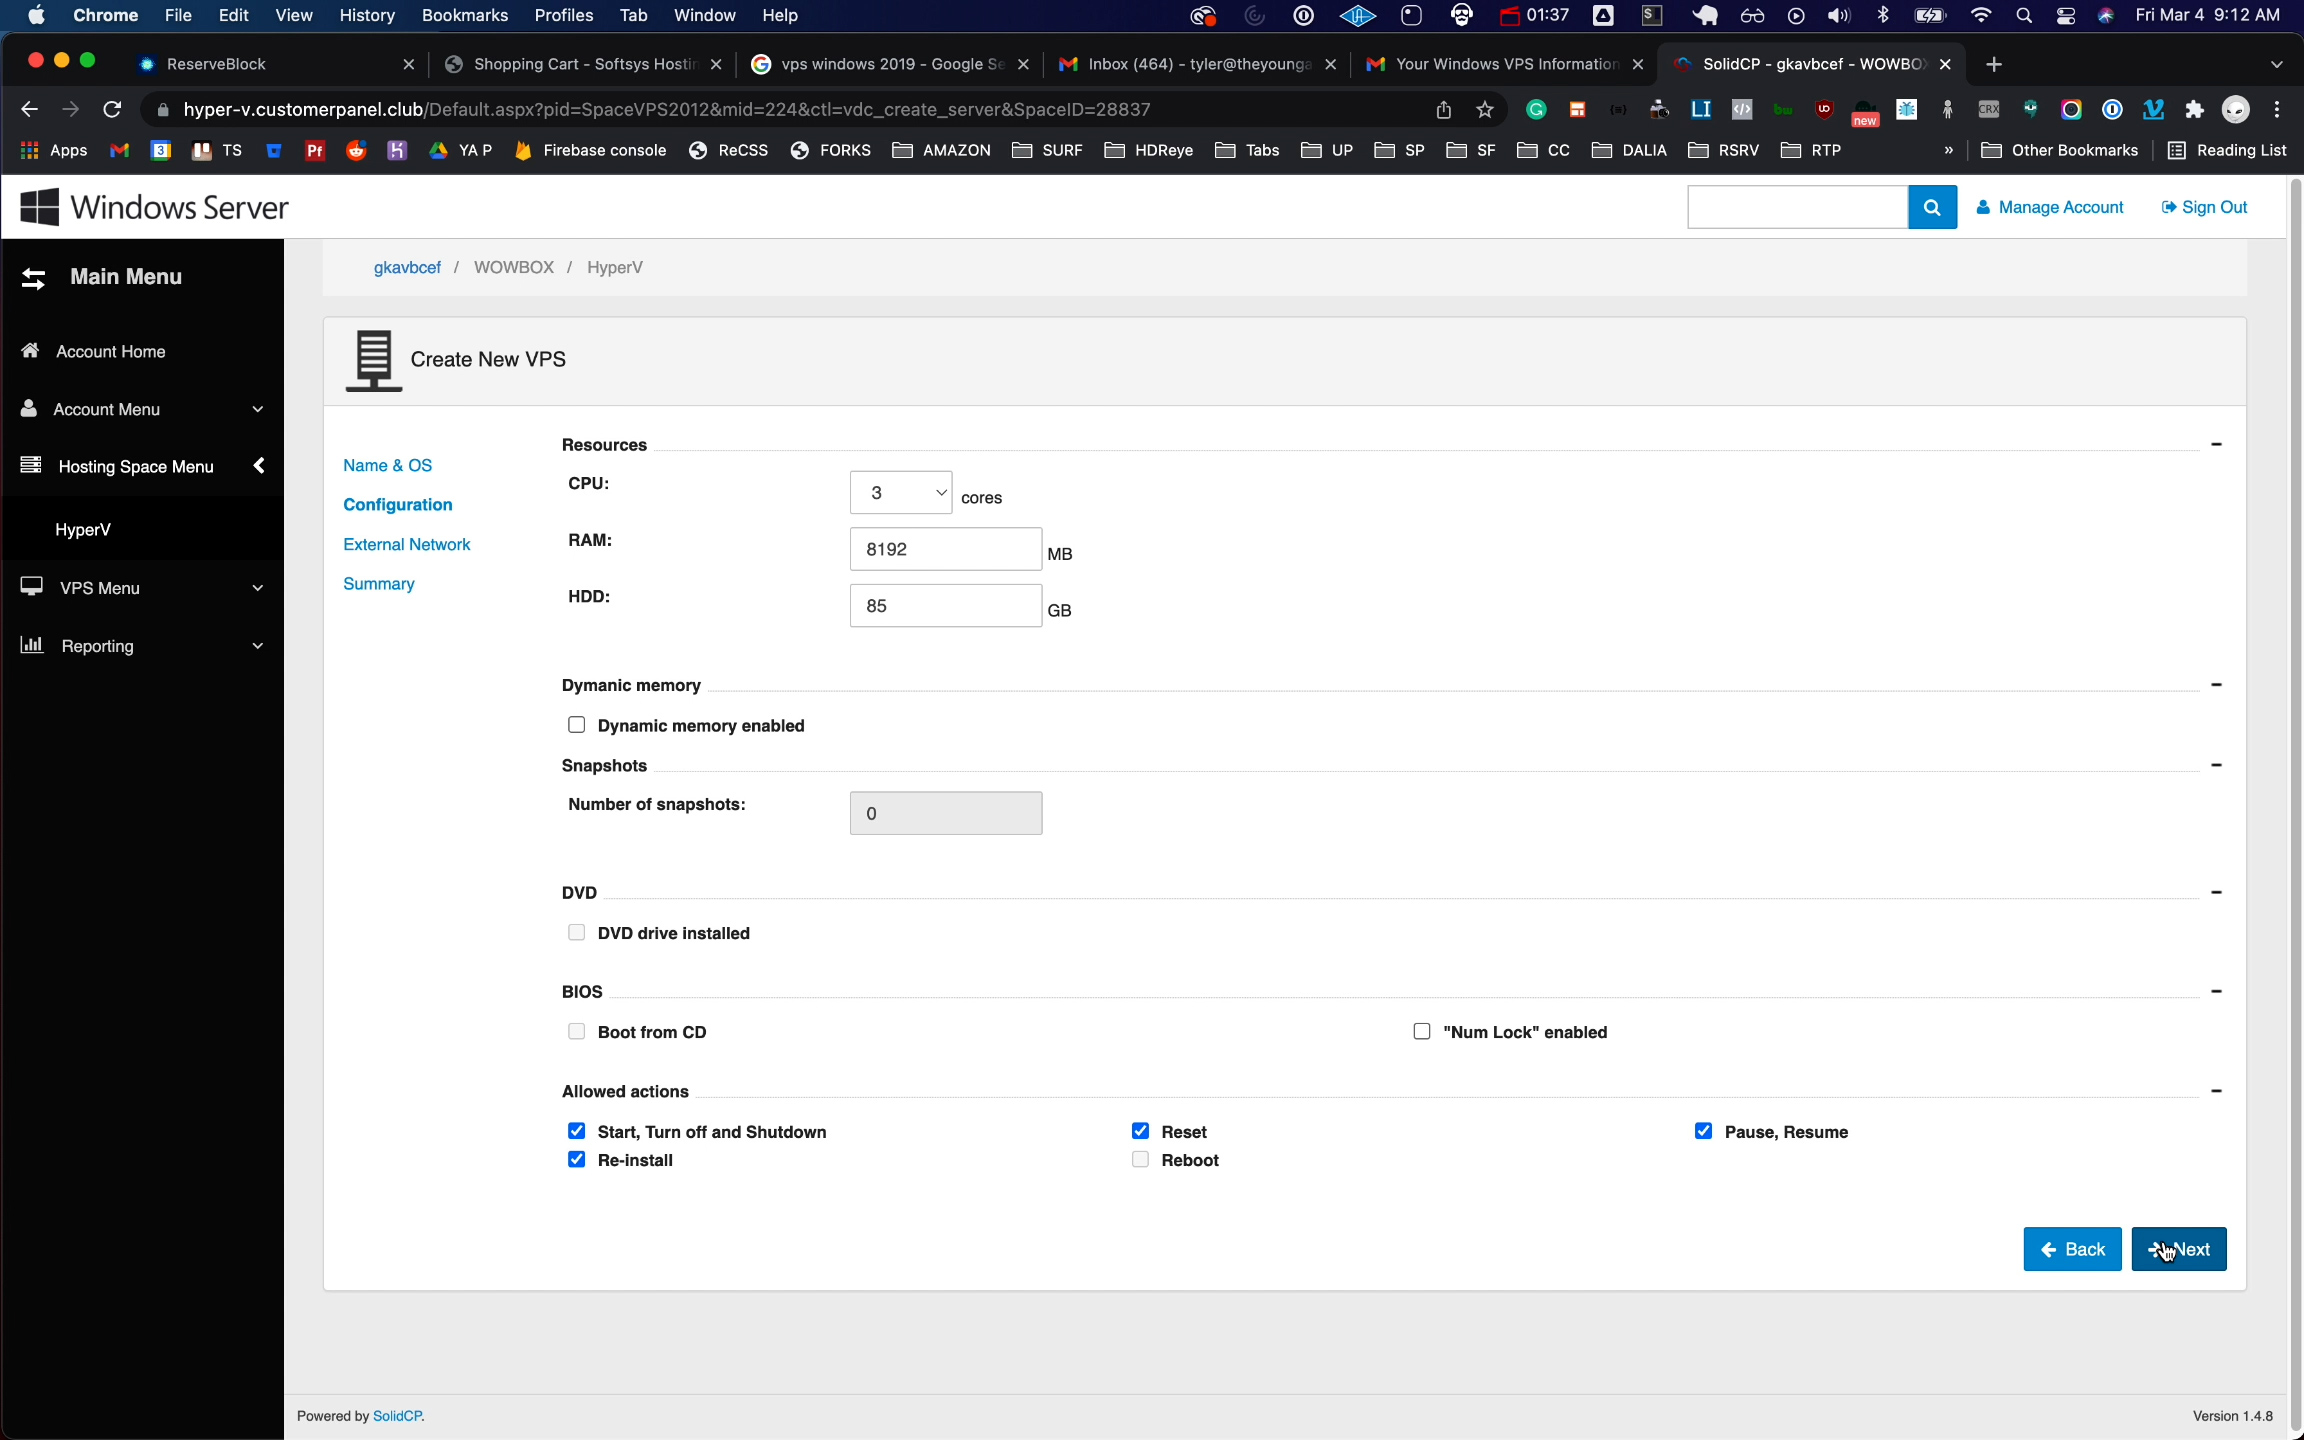 Chrome File Edit View History Bookmarks Profiles Tab Window Help 01:37 Fri Mar 4 9:12 AM
ReserveBlock Shopping Cart - Softsys Hostin vps windows 2019 - Google Se Inbox (464) - tyler@theyounga Your Windows VPS Information SolidCP - gkavbcef - WOWBO
hyper-v.customerpanel.club/Default.aspx?pid=SpaceVPS2012&mid=224&ctl=vdc_create_server&SpaceID=28837 LI bw CRX new
Apps 3 TS Pf YA P Firebase console ReCSS FORKS AMAZON SURF HDReye Tabs UP SP SF CC DALIA RSRV RTP » Other Bookmarks Reading List
Windows Server Manage Account Sign Out
Main Menu
Account Home
Account Menu
Hosting Space Menu
HyperV
VPS Menu
Reporting
gkavbcef / WOWBOX / HyperV
Create New VPS
Name & OS
Configuration
External Network
Summary
Resources
CPU: 3 cores
RAM: 8192 MB
HDD: 85 GB
Dymanic memory
Dynamic memory enabled
Snapshots
Number of snapshots: 0
DVD
DVD drive installed
BIOS
Boot from CD "Num Lock" enabled
Allowed actions
Start, Turn off and Shutdown Reset Pause, Resume
Re-install Reboot
Back Next
Powered by SolidCP. Version 1.4.8